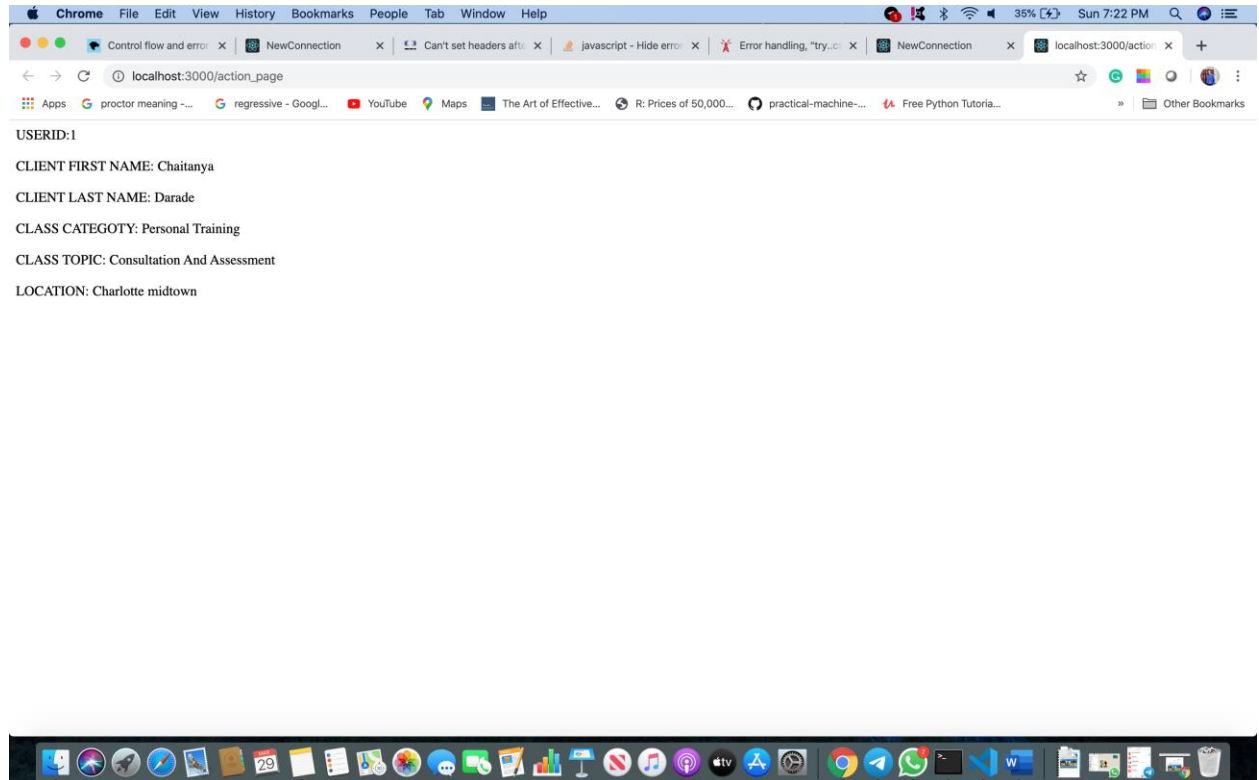 Chrome File Edit View History Bookmarks People Tab Window Help 35% Sun 7:22 PM
Control flow and error NewConnection Can't set headers afte javascript - Hide error Error handling, "try..c NewConnection localhost:3000/action
localhost:3000/action_page
Apps proctor meaning -... regressive - Googl... YouTube Maps The Art of Effective... R: Prices of 50,000... practical-machine-... Free Python Tutoria... » Other Bookmarks
USERID:1
CLIENT FIRST NAME: Chaitanya
CLIENT LAST NAME: Darade
CLASS CATEGOTY: Personal Training
CLASS TOPIC: Consultation And Assessment
LOCATION: Charlotte midtown
29 tv W